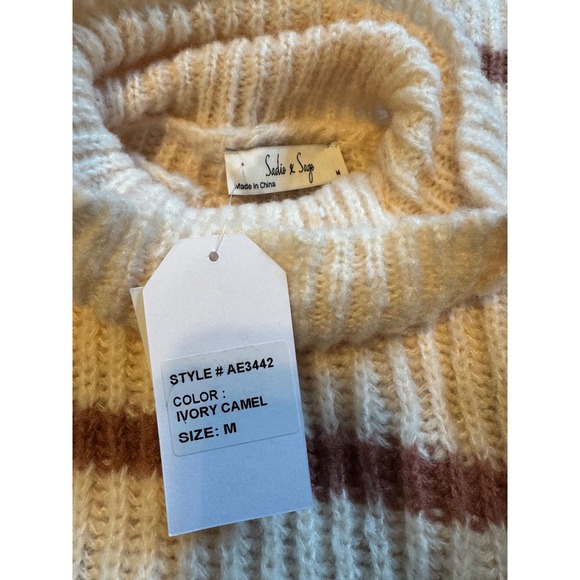 Sadie & Sage
Made in China
M
STYLE # AE3442
COLOR :
IVORY CAMEL
SIZE: M